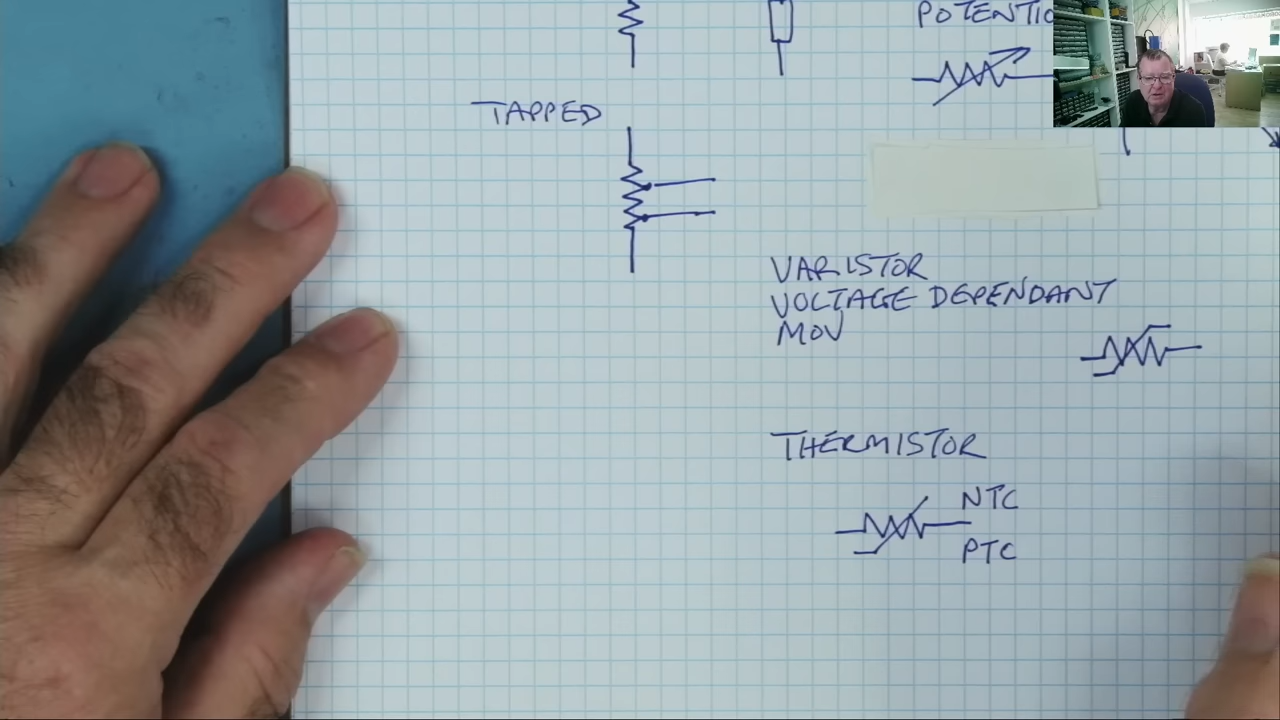 POTENTIO
TAPPED
VARISTOR
VOLTAGE DEPENDANT
MOV
THERMISTOR
NTC
PTC